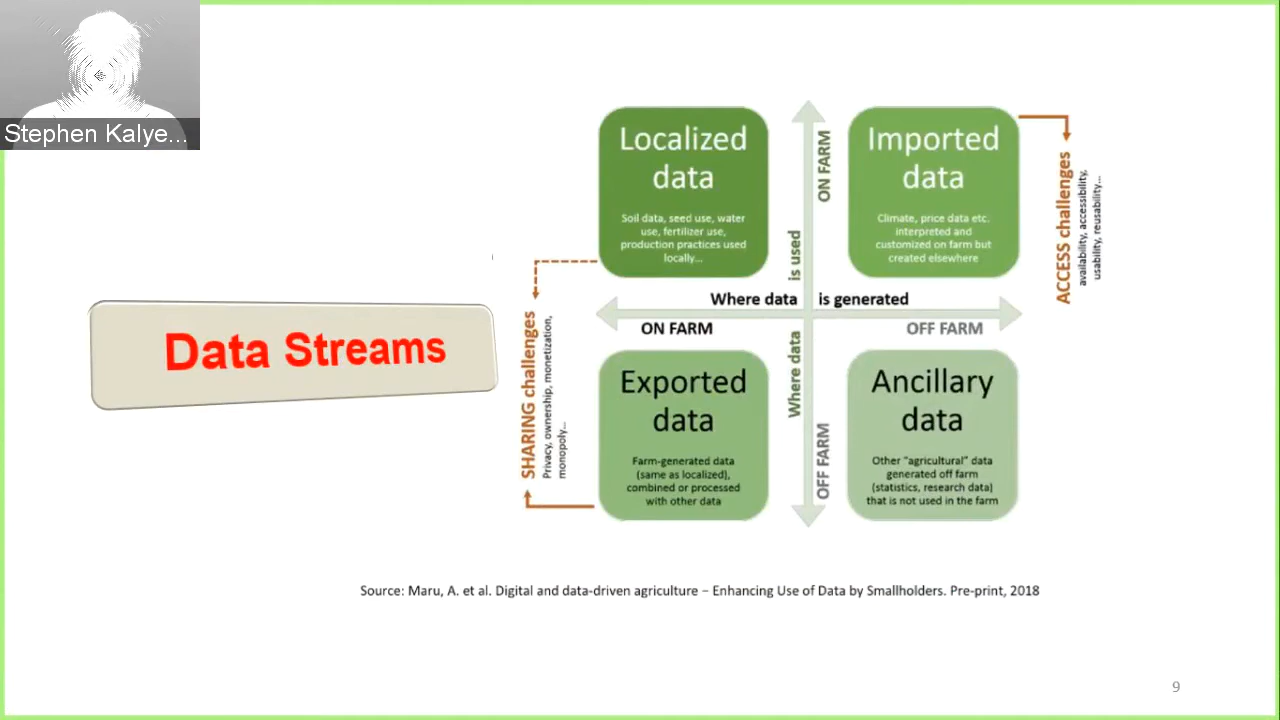 Stephen Kalye...
Data Streams
Localized
data
Soil data, seed use, water
use, fertilizer use,
production practices used
locally...
Imported
data
Climate, price data etc.
interpreted and
customized on farm but
created elsewhere
ON FARM
is used
ACCESS challenges
availability, accessibility,
usability, reusability...
Where data is generated
ON FARM
OFF FARM
SHARING challenges
Privacy, ownership, monetization,
monopoly...
Where data
OFF FARM
Exported
data
Farm-generated data
(same as localized),
combined or processed
with other data
Ancillary
data
Other "agricultural" data
generated off farm
(statistics, research data)
that is not used in the farm
Source: Maru, A. et al. Digital and data-driven agriculture – Enhancing Use of Data by Smallholders. Pre-print, 2018
9